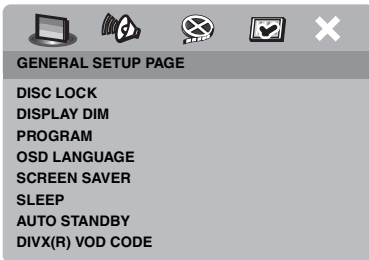 GENERAL SETUP PAGE
DISC LOCK
DISPLAY DIM
PROGRAM
OSD LANGUAGE
SCREEN SAVER
SLEEP
AUTO STANDBY
DIVX(R) VOD CODE